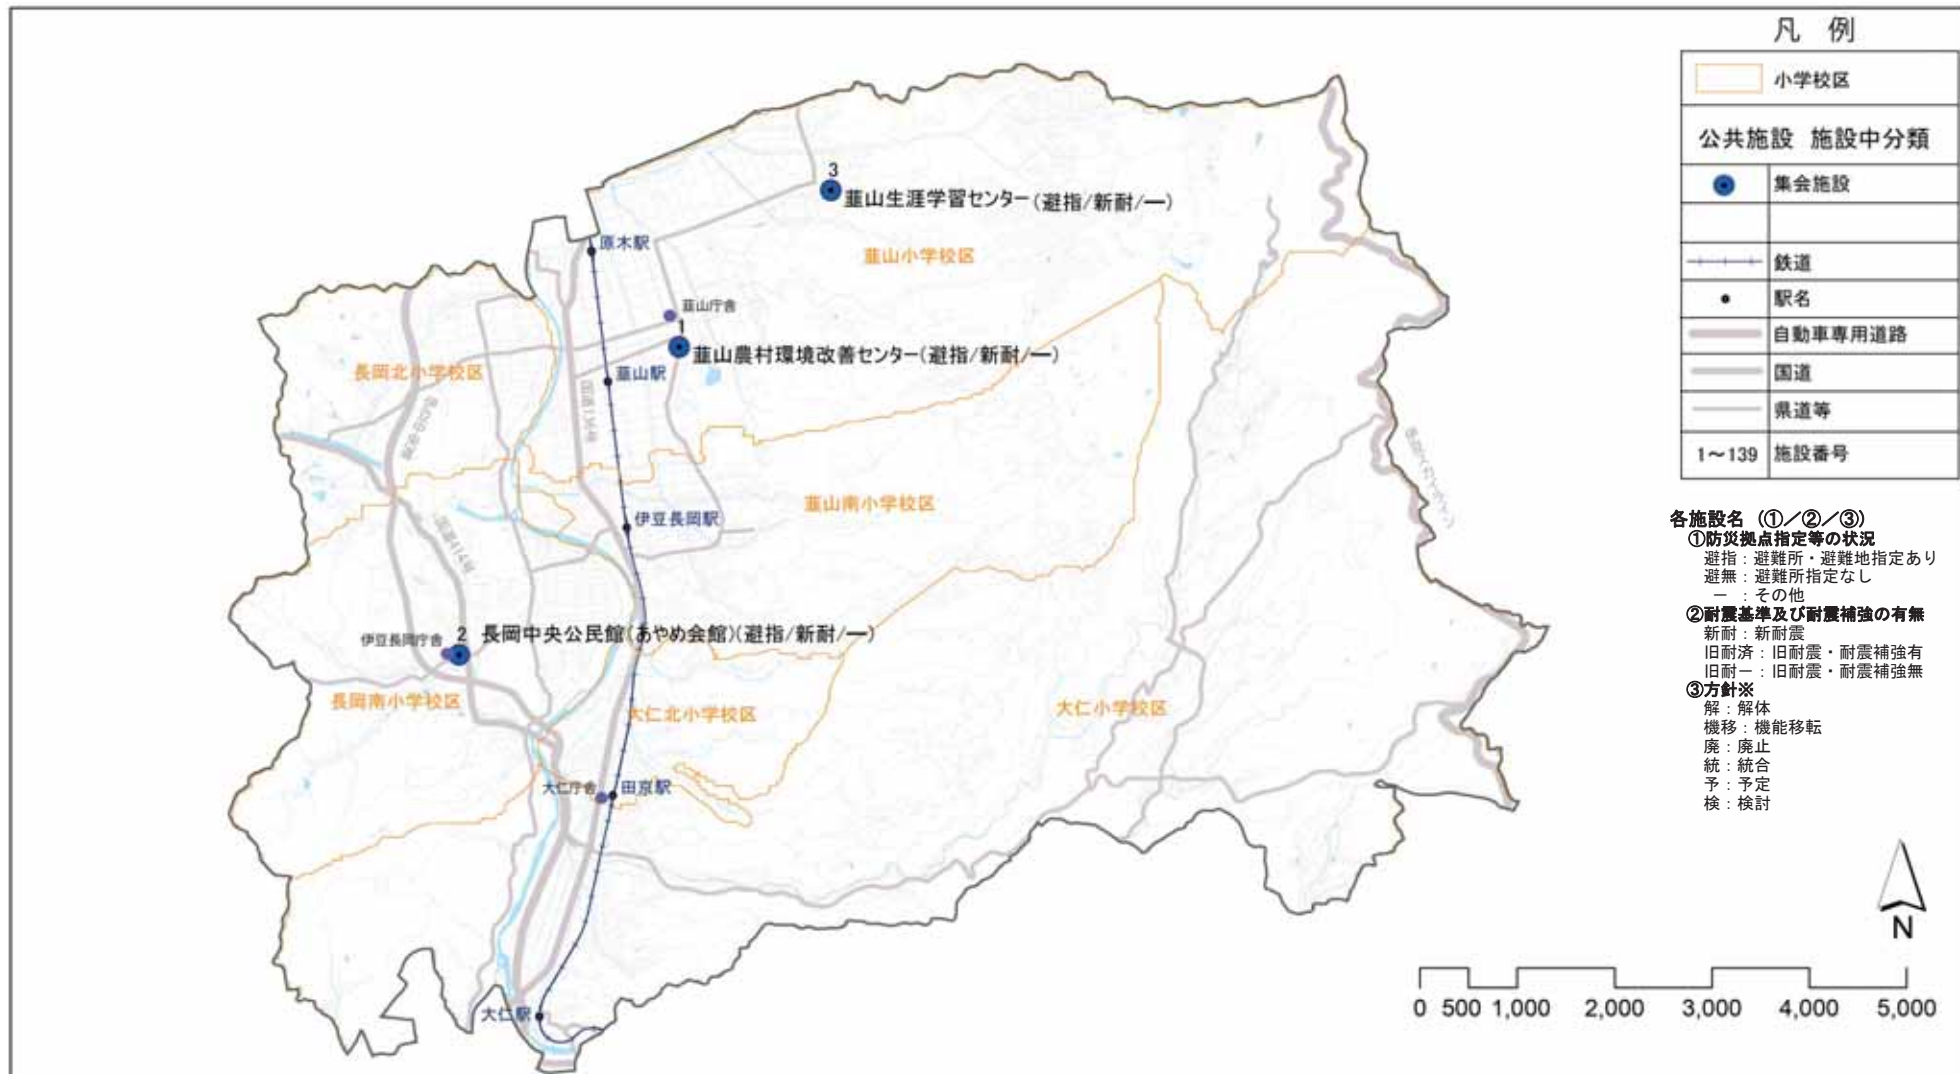 凡 例
小学校区
公共施設 施設中分類
集会施設
鉄道
駅名
自動車専用道路
国道
県道等
1～139 施設番号
各施設名 (①／②／③)
①防災拠点指定等の状況
避指：避難所・避難地指定あり
避無：避難所指定なし
－：その他
②耐震基準及び耐震補強の有無
新耐：新耐震
旧耐済：旧耐震・耐震補強有
旧耐－：旧耐震・耐震補強無
③方針※
解：解体
機移：機能移転
廃：廃止
統：統合
予：予定
検：検討
3
韮山生涯学習センター(避指/新耐/―)
原木駅
韮山小学校区
韮山庁舎
1
韮山農村環境改善センター(避指/新耐/―)
長岡北小学校区
韮山駅
国道136号
韮山南小学校区
伊豆長岡駅
国道414号
伊豆長岡庁舎
2
長岡中央公民館(あやめ会館)(避指/新耐/―)
長岡南小学校区
大仁北小学校区
大仁小学校区
大仁庁舎
田京駅
大仁駅
N
0 500 1,000 2,000 3,000 4,000 5,000